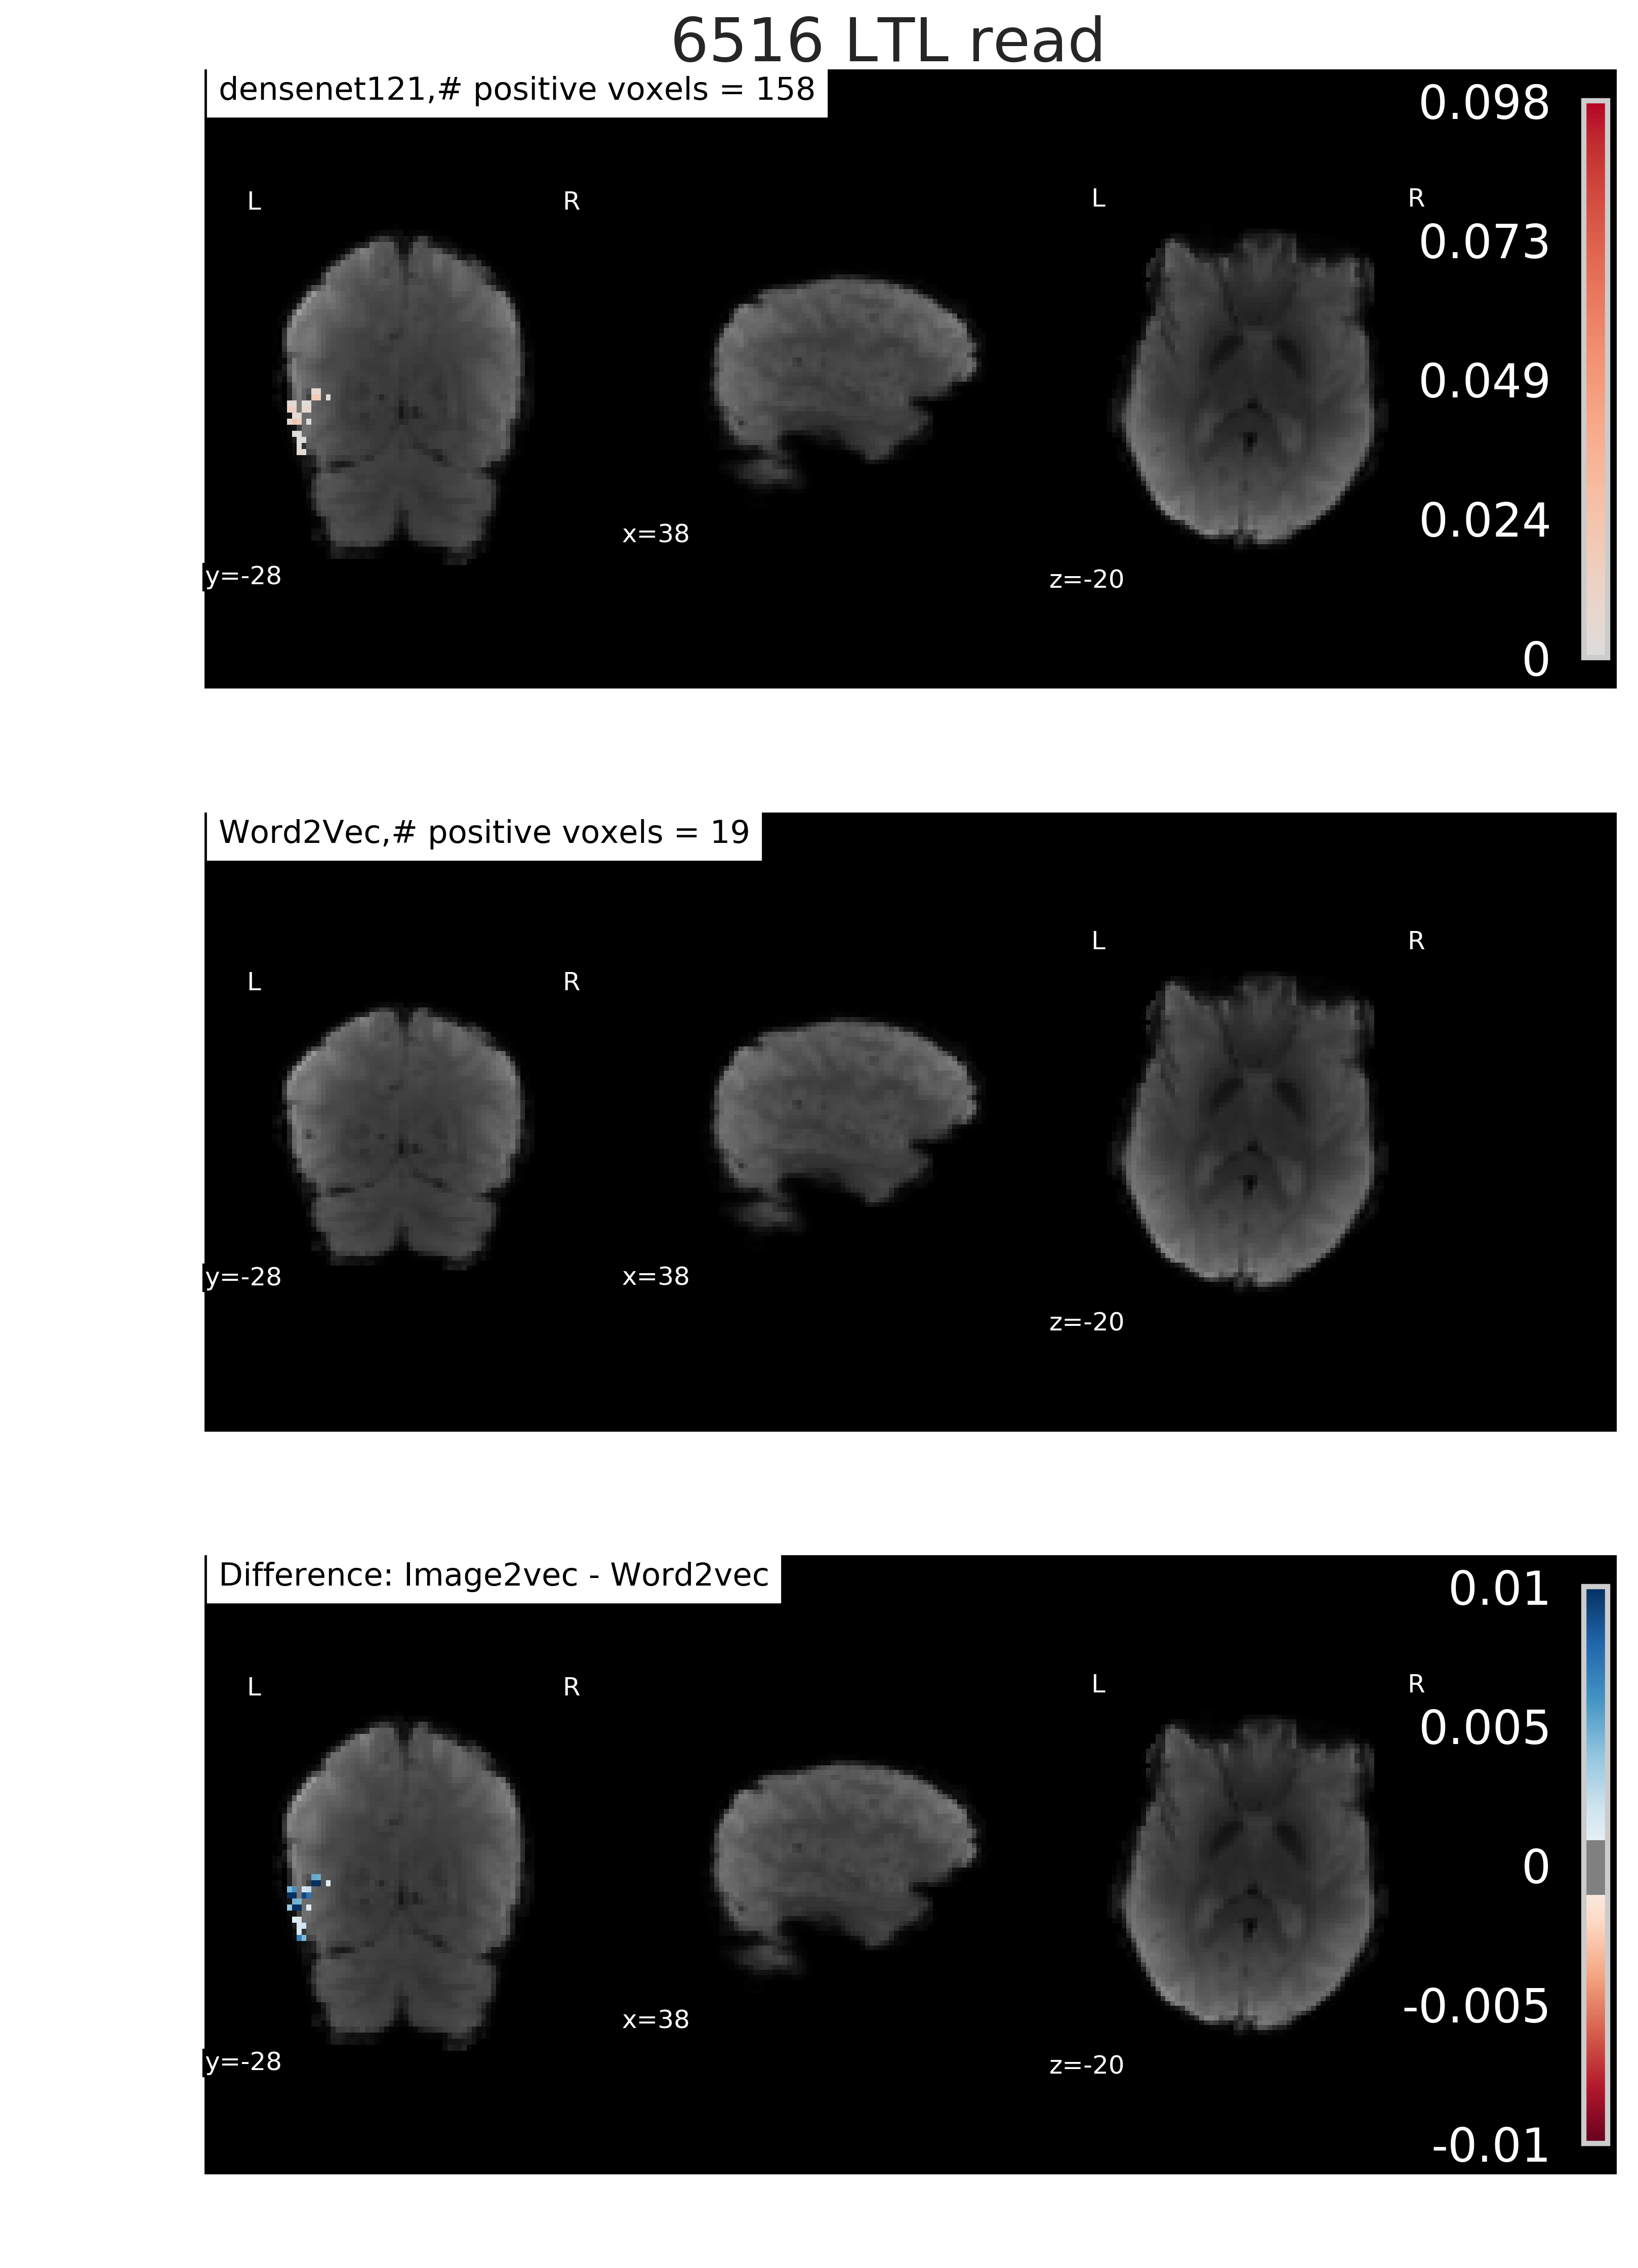 6516 LTL read
densenet121,# positive voxels = 158
0.098
L R L R
0.073
0.049
0.024
x=38
y=-28
z=-20
0
Word2Vec,# positive voxels = 19
L R
L R
y=-28
x=38
z=-20
Difference: Image2vec - Word2vec
0.01
L R L R
0.005
0
-0.005
x=38
y=-28
z=-20
-0.01